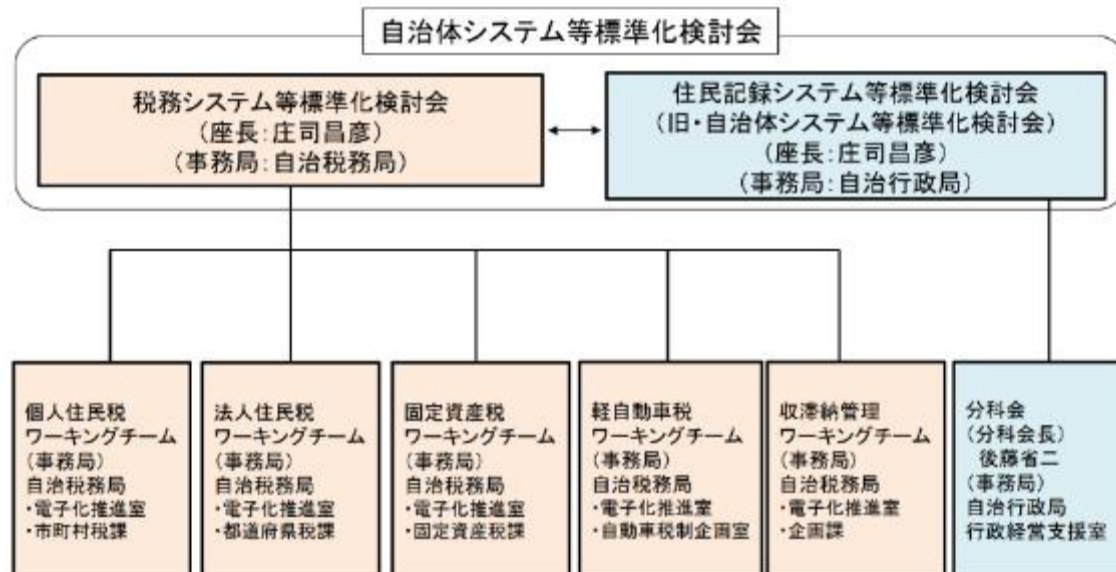 自治体システム等標準化検討会
税務システム等標準化検討会
(座長:庄司昌彦)
(事務局:自治税務局)
住民記録システム等標準化検討会
(旧・自治体システム等標準化検討会)
(座長:庄司昌彦)
(事務局:自治行政局)
個人住民税
ワーキングチーム
(事務局)
自治税務局
・電子化推進室
・市町村税課
法人住民税
ワーキングチーム
(事務局)
自治税務局
・電子化推進室
・都道府県税課
固定資産税
ワーキングチーム
(事務局)
自治税務局
・電子化推進室
・固定資産税課
軽自動車税
ワーキングチーム
(事務局)
自治税務局
・電子化推進室
・自動車税制企画室
収滞納管理
ワーキングチーム
(事務局)
自治税務局
・電子化推進室
・企画課
分科会
(分科会長)
後藤省二
(事務局)
自治行政局
行政経営支援室